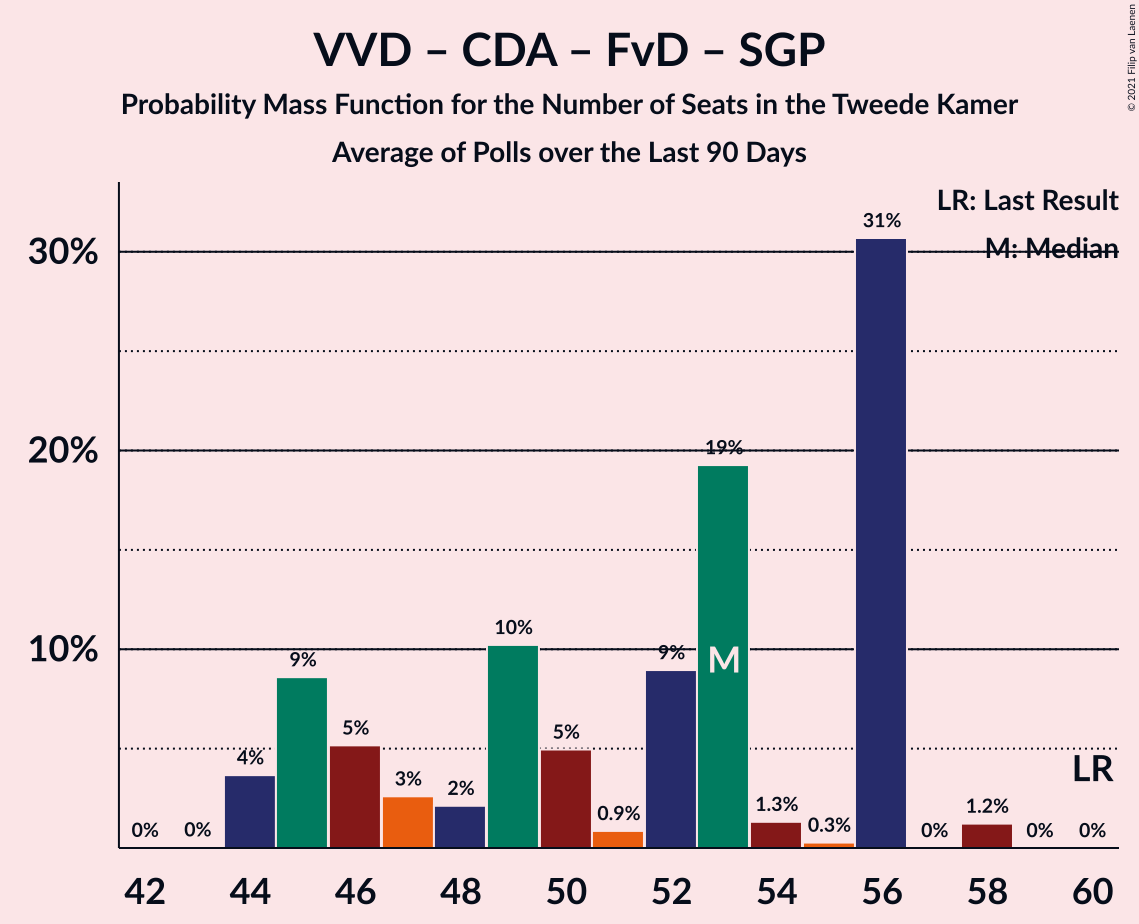 VVD – CDA – FvD – SGP
Probability Mass Function for the Number of Seats in the Tweede Kamer
Average of Polls over the Last 90 Days
© 2021 Filip van Laenen
LR: Last Result
M: Median
30%
20%
10%
0%
0%
4%
9%
5%
3%
2%
10%
5%
0.9%
9%
19%
1.3%
0.3%
31%
0%
1.2%
0%
0%
M
LR
42 44 46 48 50 52 54 56 58 60